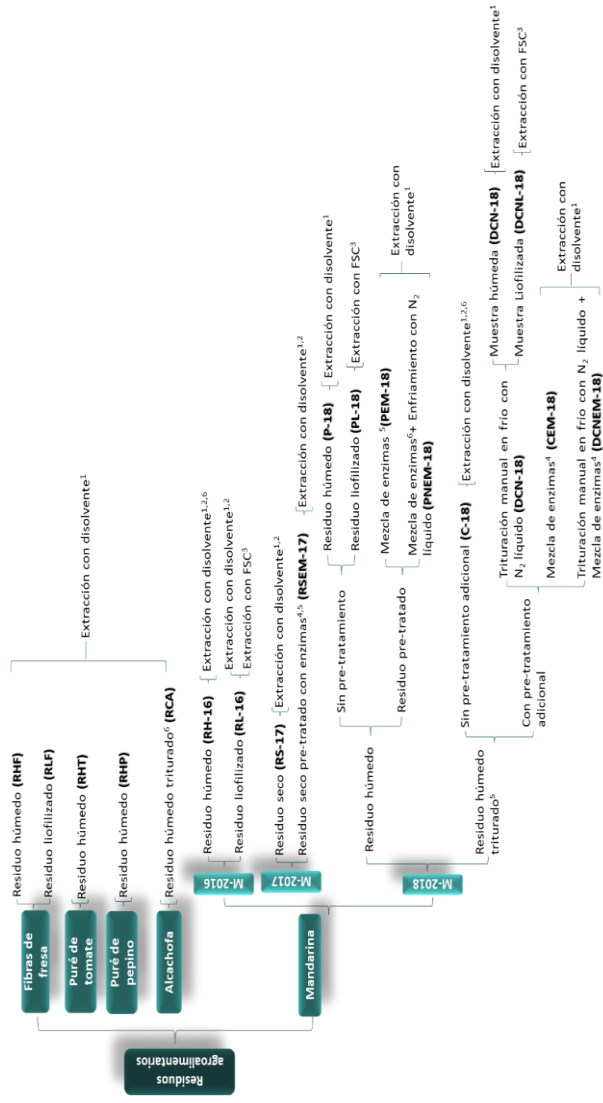 Residuos
agroalimentarios
Fibras de
fresa
Residuo húmedo (RHF)
Residuo liofilizado (RLF)
Puré de
tomate
Residuo húmedo (RHT)
Puré de
pepino
Residuo húmedo (RHP)
Alcachofa
Residuo húmedo triturado⁶ (RCA)
Extracción con disolvente¹
Mandarina
M-2016
Residuo húmedo (RH-16)
Extracción con disolvente¹,²,⁶
Residuo liofilizado (RL-16)
Extracción con disolvente¹,²
Extracción con FSC³
M-2017
Residuo seco (RS-17)
Extracción con disolvente¹,²
Residuo seco pre-tratado con enzimas⁴,⁵ (RSEM-17)
Extracción con disolvente¹,²
M-2018
Residuo húmedo
Sin pre-tratamiento
Residuo húmedo (P-18)
Extracción con disolvente¹
Residuo liofilizado (PL-18)
Extracción con FSC³
Residuo pre-tratado
Mezcla de enzimas ⁵(PEM-18)
Mezcla de enzimas⁶+ Enfriamiento con N₂
líquido (PNEM-18)
Extracción con
disolvente¹
Residuo húmedo
triturado⁵
Sin pre-tratamiento adicional (C-18)
Extracción con disolvente¹,²,⁶
Con pre-tratamiento
adicional
Trituración manual en frío con
N₂ líquido (DCN-18)
Muestra húmeda (DCN-18)
Extracción con disolvente¹
Muestra Liofilizada (DCNL-18)
Extracción con FSC³
Mezcla de enzimas⁴ (CEM-18)
Trituración manual en frío con N₂ líquido +
Mezcla de enzimas⁴ (DCNEM-18)
Extracción con
disolvente¹